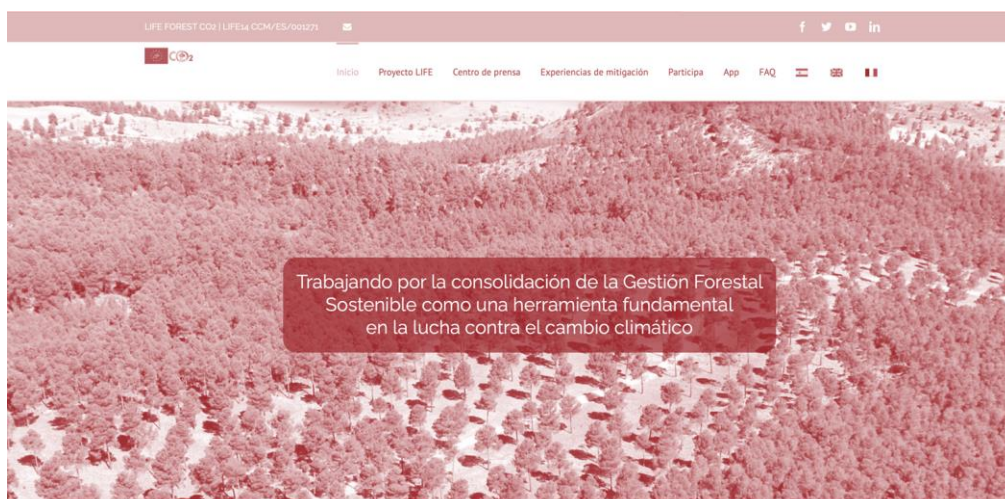 LIFE FOREST CO2 | LIFE14 CCM/ES/001271
CO2
Inicio Proyecto LIFE Centro de prensa Experiencias de mitigación Participa App FAQ
Trabajando por la consolidación de la Gestión Forestal
Sostenible como una herramienta fundamental
en la lucha contra el cambio climático